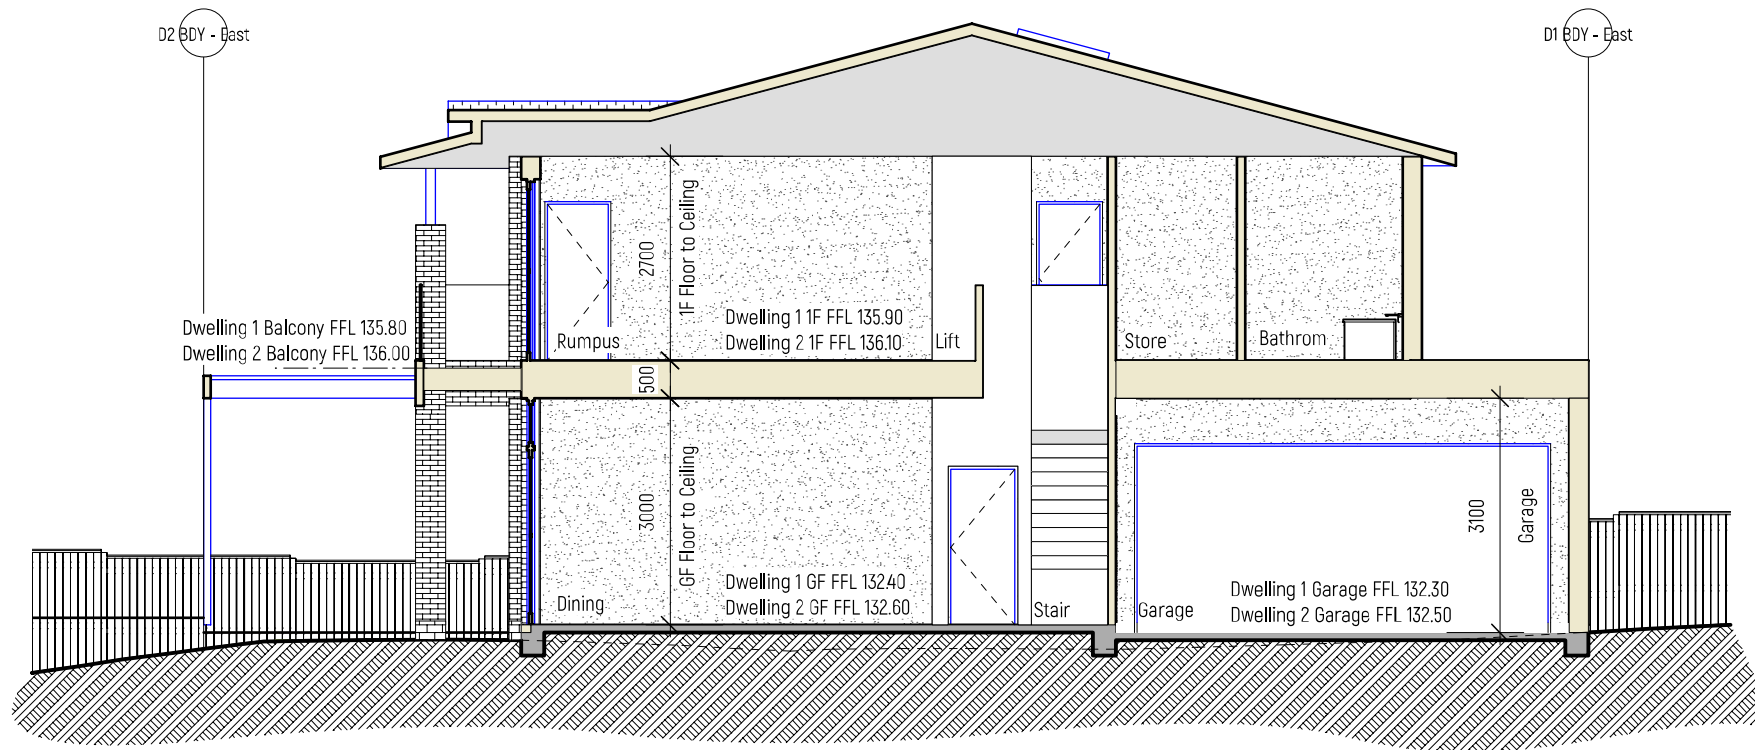 D2 BDY - East
D1 BDY - East
1F Floor to Ceiling
2700
Dwelling 1 Balcony FFL 135.80
Dwelling 2 Balcony FFL 136.00
Rumpus
Dwelling 1 1F FFL 135.90
Dwelling 2 1F FFL 136.10
Lift
Store
Bathrom
500
GF Floor to Ceiling
3000
3100
Garage
Dining
Dwelling 1 GF FFL 132.40
Dwelling 2 GF FFL 132.60
Stair
Garage
Dwelling 1 Garage FFL 132.30
Dwelling 2 Garage FFL 132.50